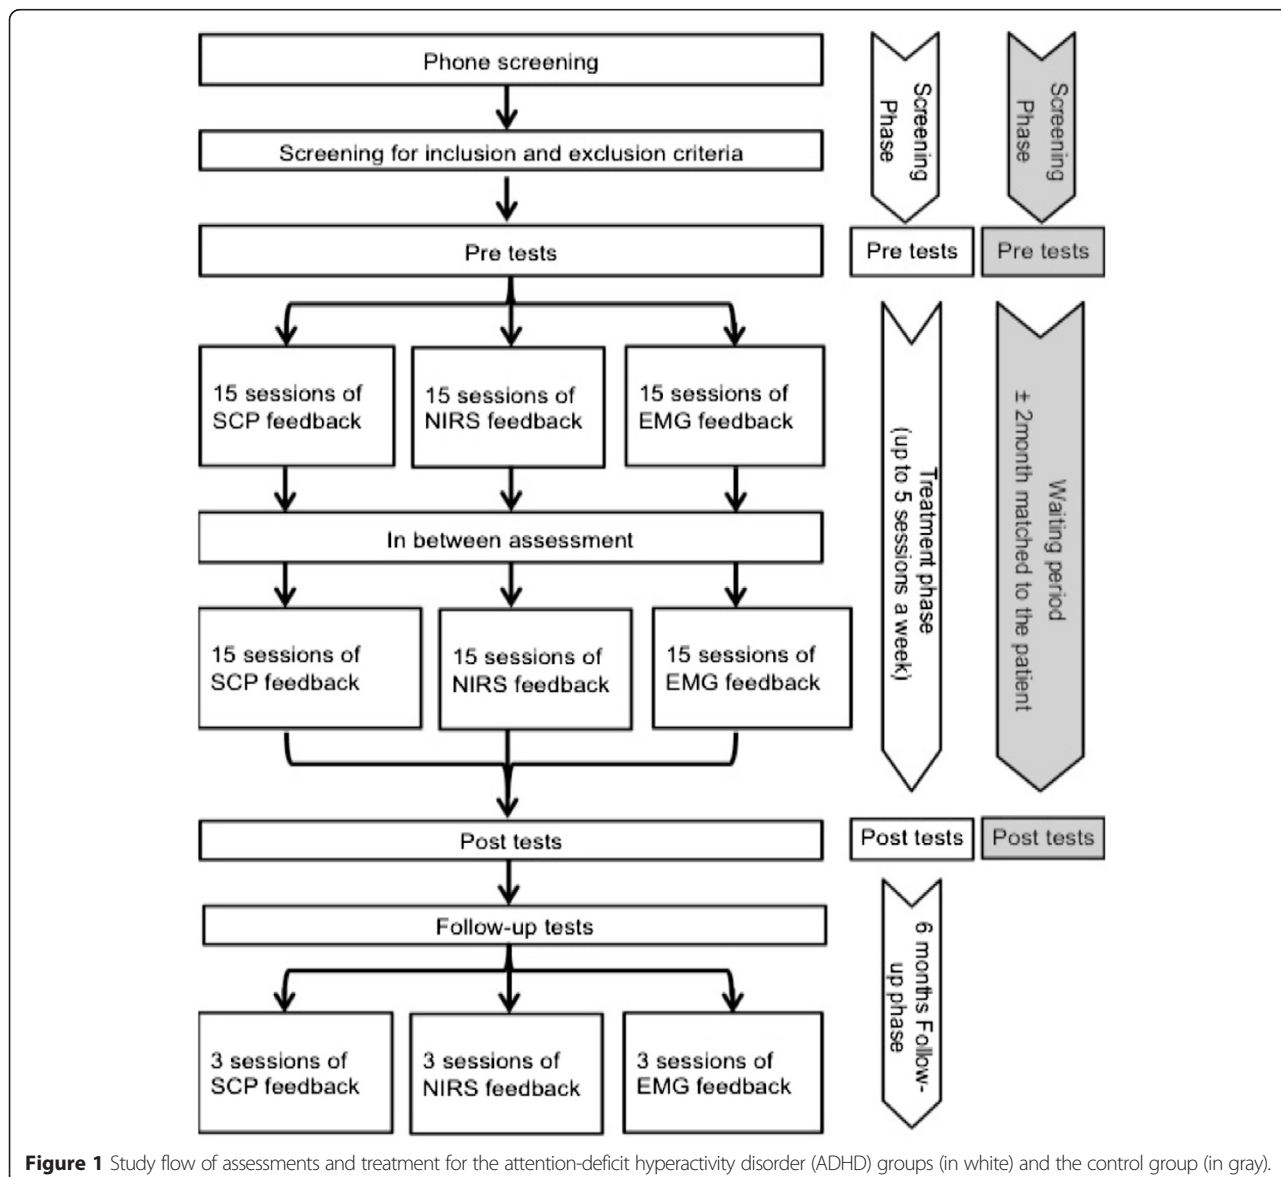 Phone screening
Screening for inclusion and exclusion criteria
Pre tests
15 sessions of
SCP feedback
15 sessions of
NIRS feedback
15 sessions of
EMG feedback
In between assessment
15 sessions of
SCP feedback
15 sessions of
NIRS feedback
15 sessions of
EMG feedback
Post tests
Follow-up tests
3 sessions of
SCP feedback
3 sessions of
NIRS feedback
3 sessions of
EMG feedback
Screening
Phase
Pre tests
Treatment phase
(up to 5 sessions a week)
Post tests
6 months Follow-
up phase
Screening
Phase
Pre tests
Waiting period
± 2month matched to the patient
Post tests
Figure 1 Study flow of assessments and treatment for the attention-deficit hyperactivity disorder (ADHD) groups (in white) and the control group (in gray).